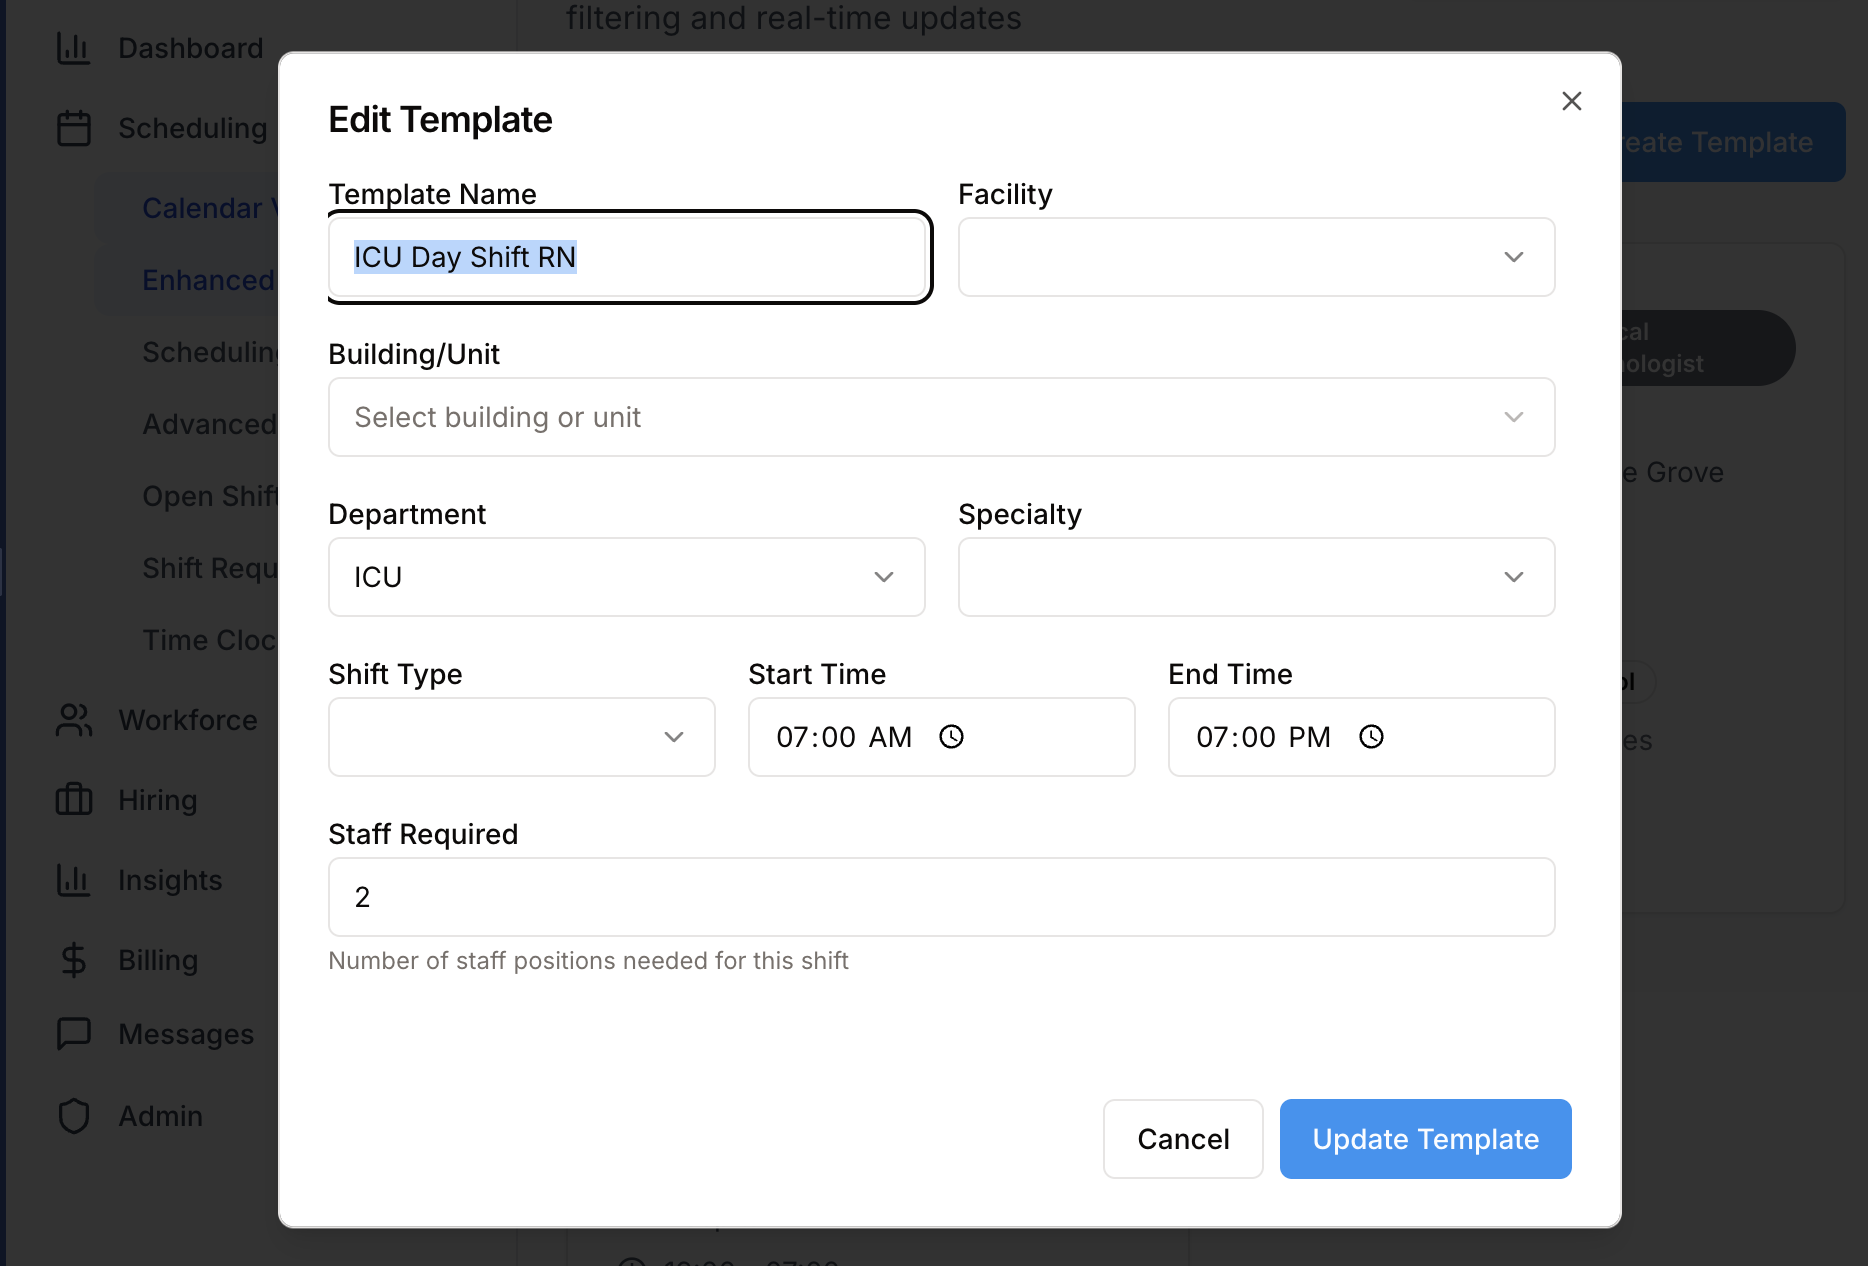 filtering and real-time updates
Dashboard
Scheduling
Calendar
Enhanced
Scheduling
Advanced
Open Shift
Shift Requ
Time Cloc
Workforce
Hiring
Insights
Billing
Messages
Admin
eate Template
cal
ologist
e Grove
ol
es
Edit Template
Template Name
Facility
ICU Day Shift RN
Building/Unit
Select building or unit
Department
Specialty
ICU
Shift Type
Start Time
End Time
07:00 AM
07:00 PM
Staff Required
2
Number of staff positions needed for this shift
Cancel
Update Template